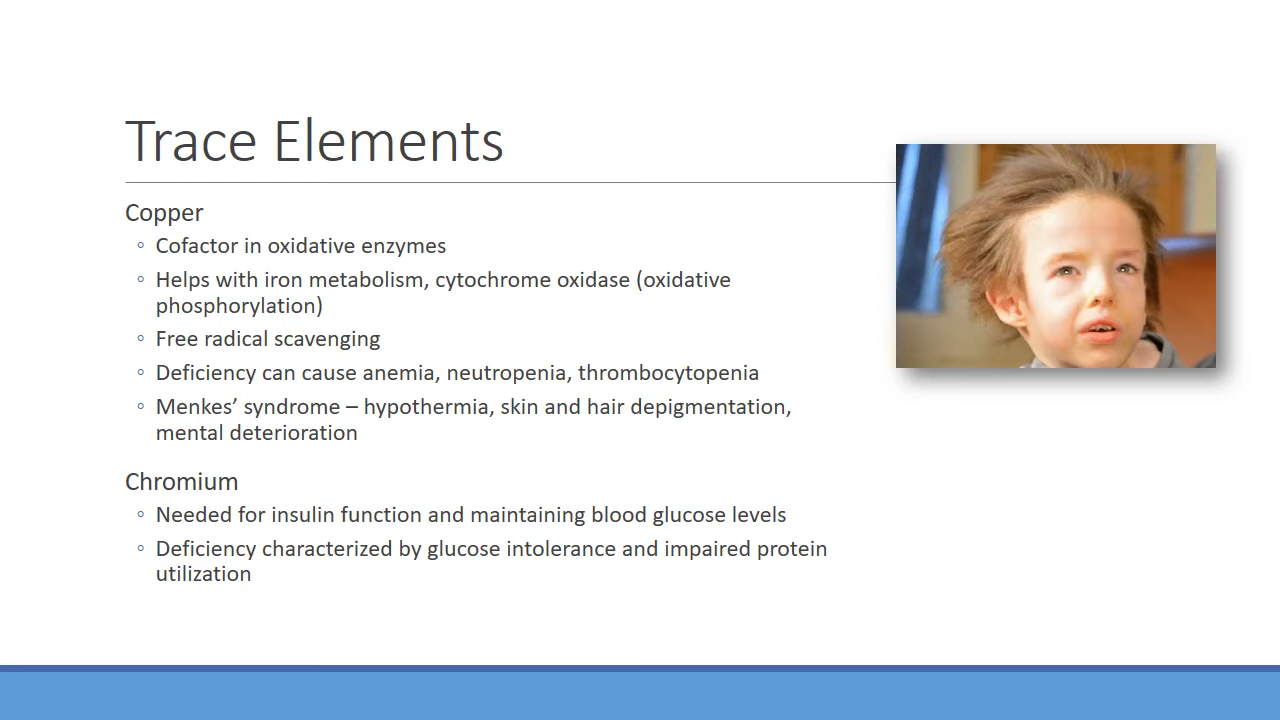 Trace Elements
Copper
◦ Cofactor in oxidative enzymes
◦ Helps with iron metabolism, cytochrome oxidase (oxidative
phosphorylation)
◦ Free radical scavenging
◦ Deficiency can cause anemia, neutropenia, thrombocytopenia
◦ Menkes’ syndrome – hypothermia, skin and hair depigmentation,
mental deterioration
Chromium
◦ Needed for insulin function and maintaining blood glucose levels
◦ Deficiency characterized by glucose intolerance and impaired protein
utilization